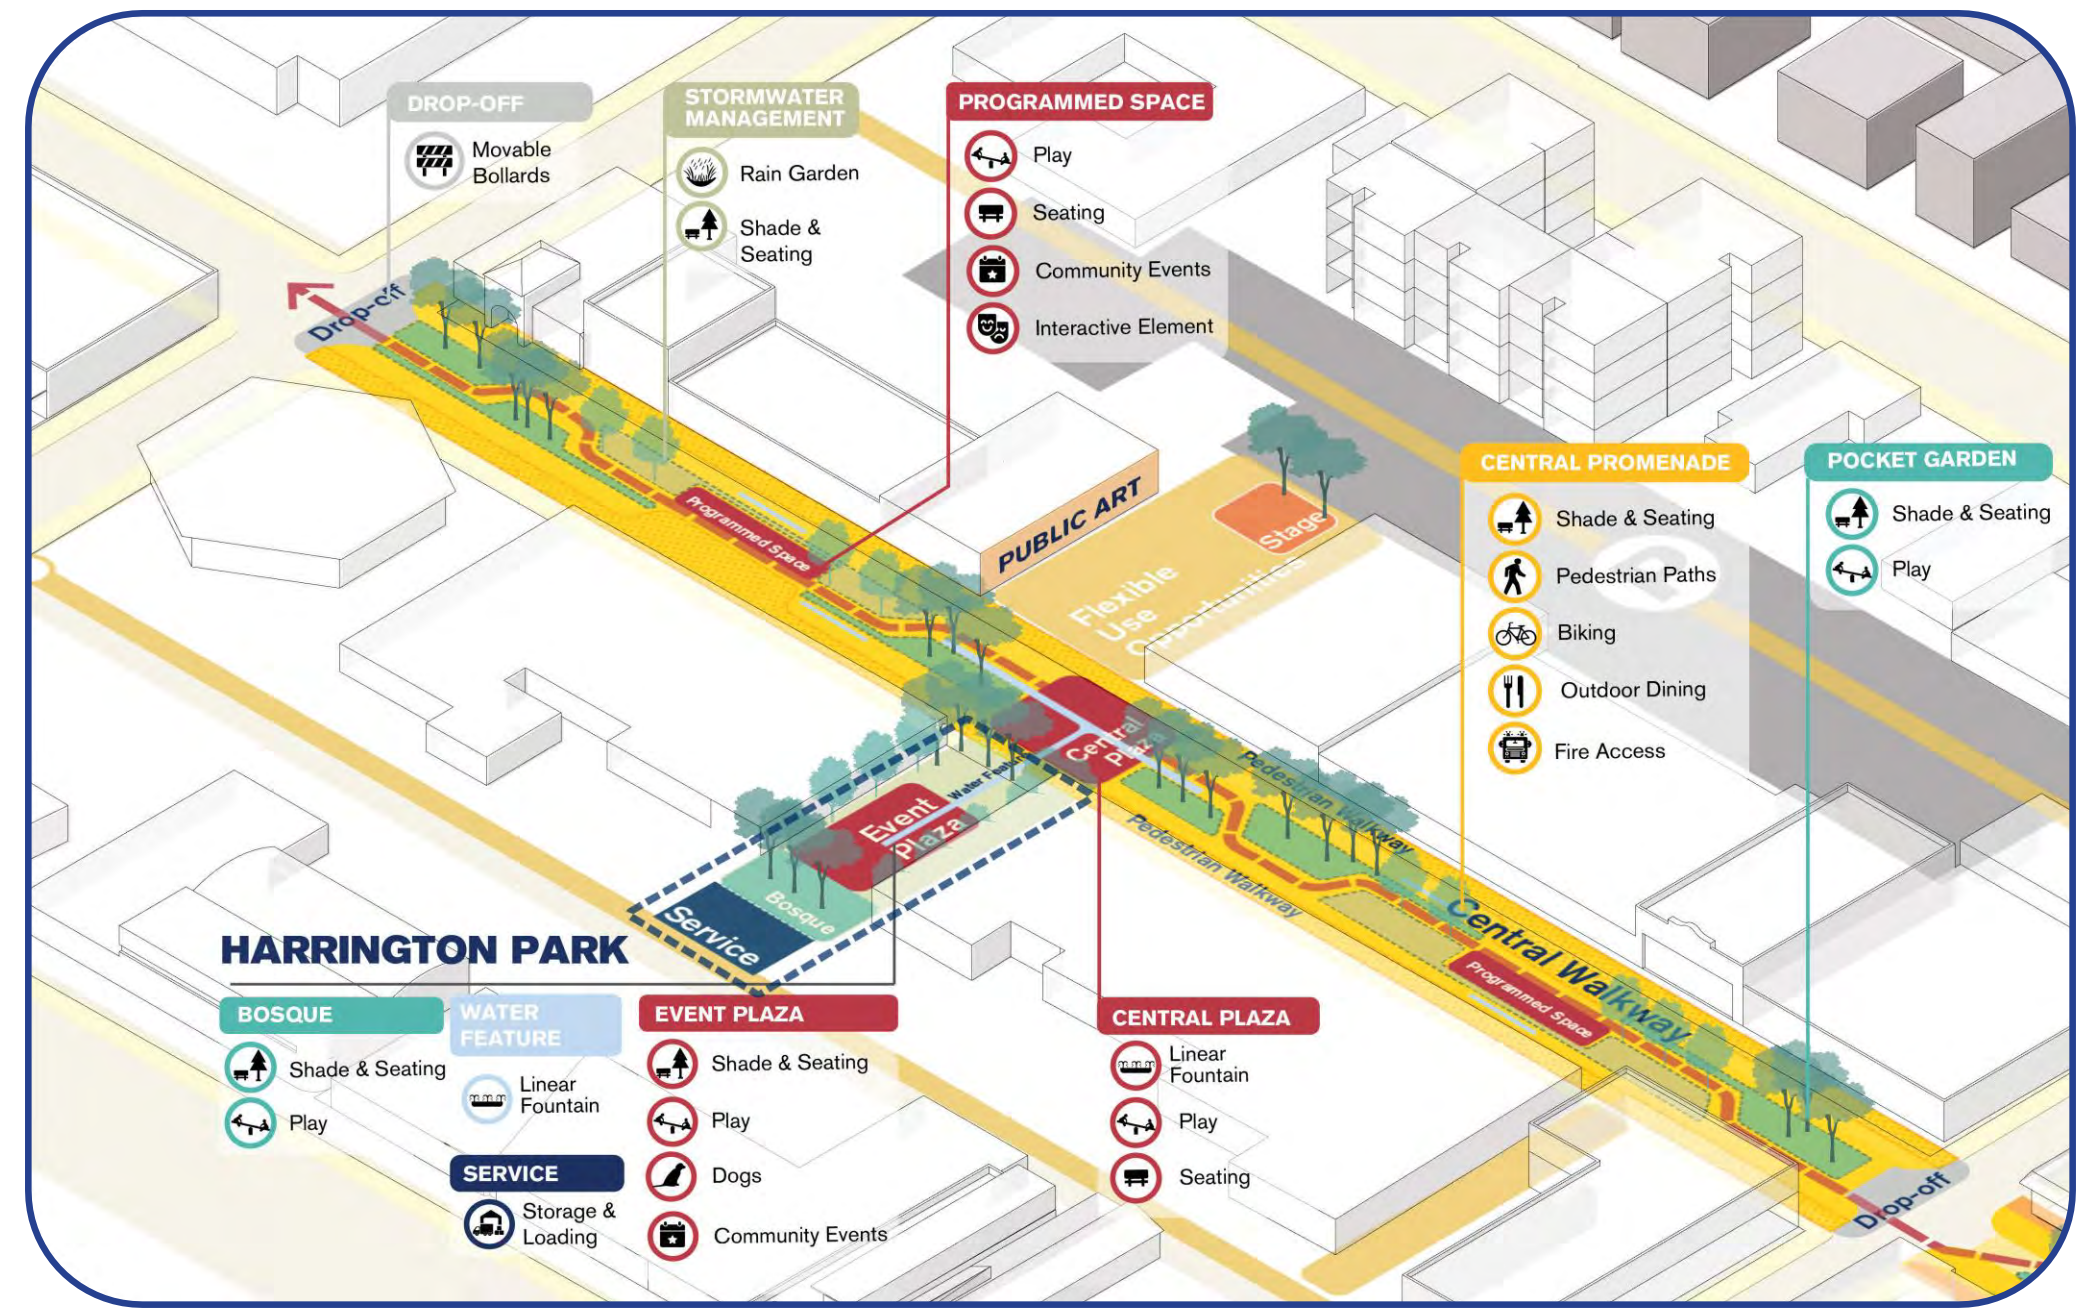 DROP-OFF
Movable
Bollards
STORMWATER
MANAGEMENT
Rain Garden
Shade &
Seating
PROGRAMMED SPACE
Play
Seating
Community Events
Interactive Element
Drop-off
Programmed Space
PUBLIC ART
Stage
Flexible
Use
Opportunities
CENTRAL PROMENADE
Shade & Seating
Pedestrian Paths
Biking
Outdoor Dining
Fire Access
POCKET GARDEN
Shade & Seating
Play
Central
Plaza
Water Feature
Event
Plaza
Bosque
Service
Pedestrian Walkway
Pedestrian Walkway
Central Walkway
Programmed Space
Drop-off
HARRINGTON PARK
BOSQUE
Shade & Seating
Play
WATER
FEATURE
Linear
Fountain
SERVICE
Storage &
Loading
EVENT PLAZA
Shade & Seating
Play
Dogs
Community Events
CENTRAL PLAZA
Linear
Fountain
Play
Seating